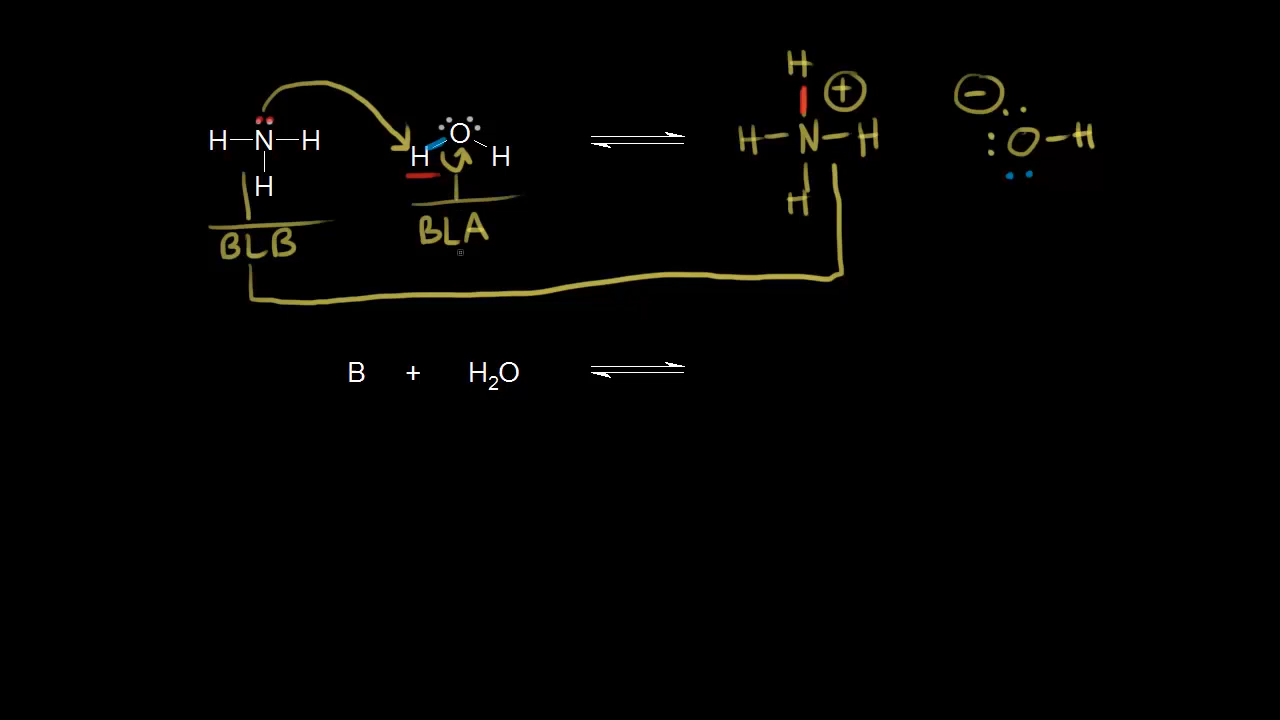 H–N–H
H
H O H
BLB
BLA
H
+
H–N–H
H
−
O–H
B + H₂O ⇌